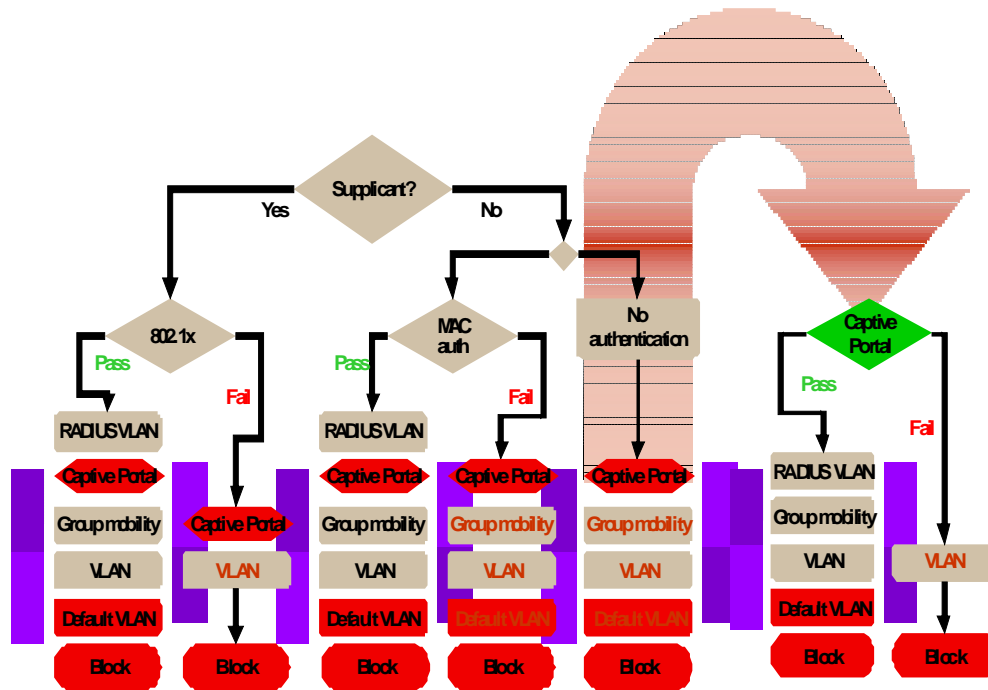 Supplicant?
Yes
No
802.1x
MAC
auth
No
authentication
Captive
Portal
Pass
Fail
Pass
Fail
Pass
Fail
RADIUS VLAN
Captive Portal
Group mobility
VLAN
Default VLAN
Block
Captive Portal
VLAN
Block
RADIUS VLAN
Captive Portal
Group mobility
VLAN
Default VLAN
Block
Captive Portal
Group mobility
VLAN
Default VLAN
Block
Captive Portal
Group mobility
VLAN
Default VLAN
Block
RADIUS VLAN
Group mobility
VLAN
Default VLAN
Block
VLAN
Block